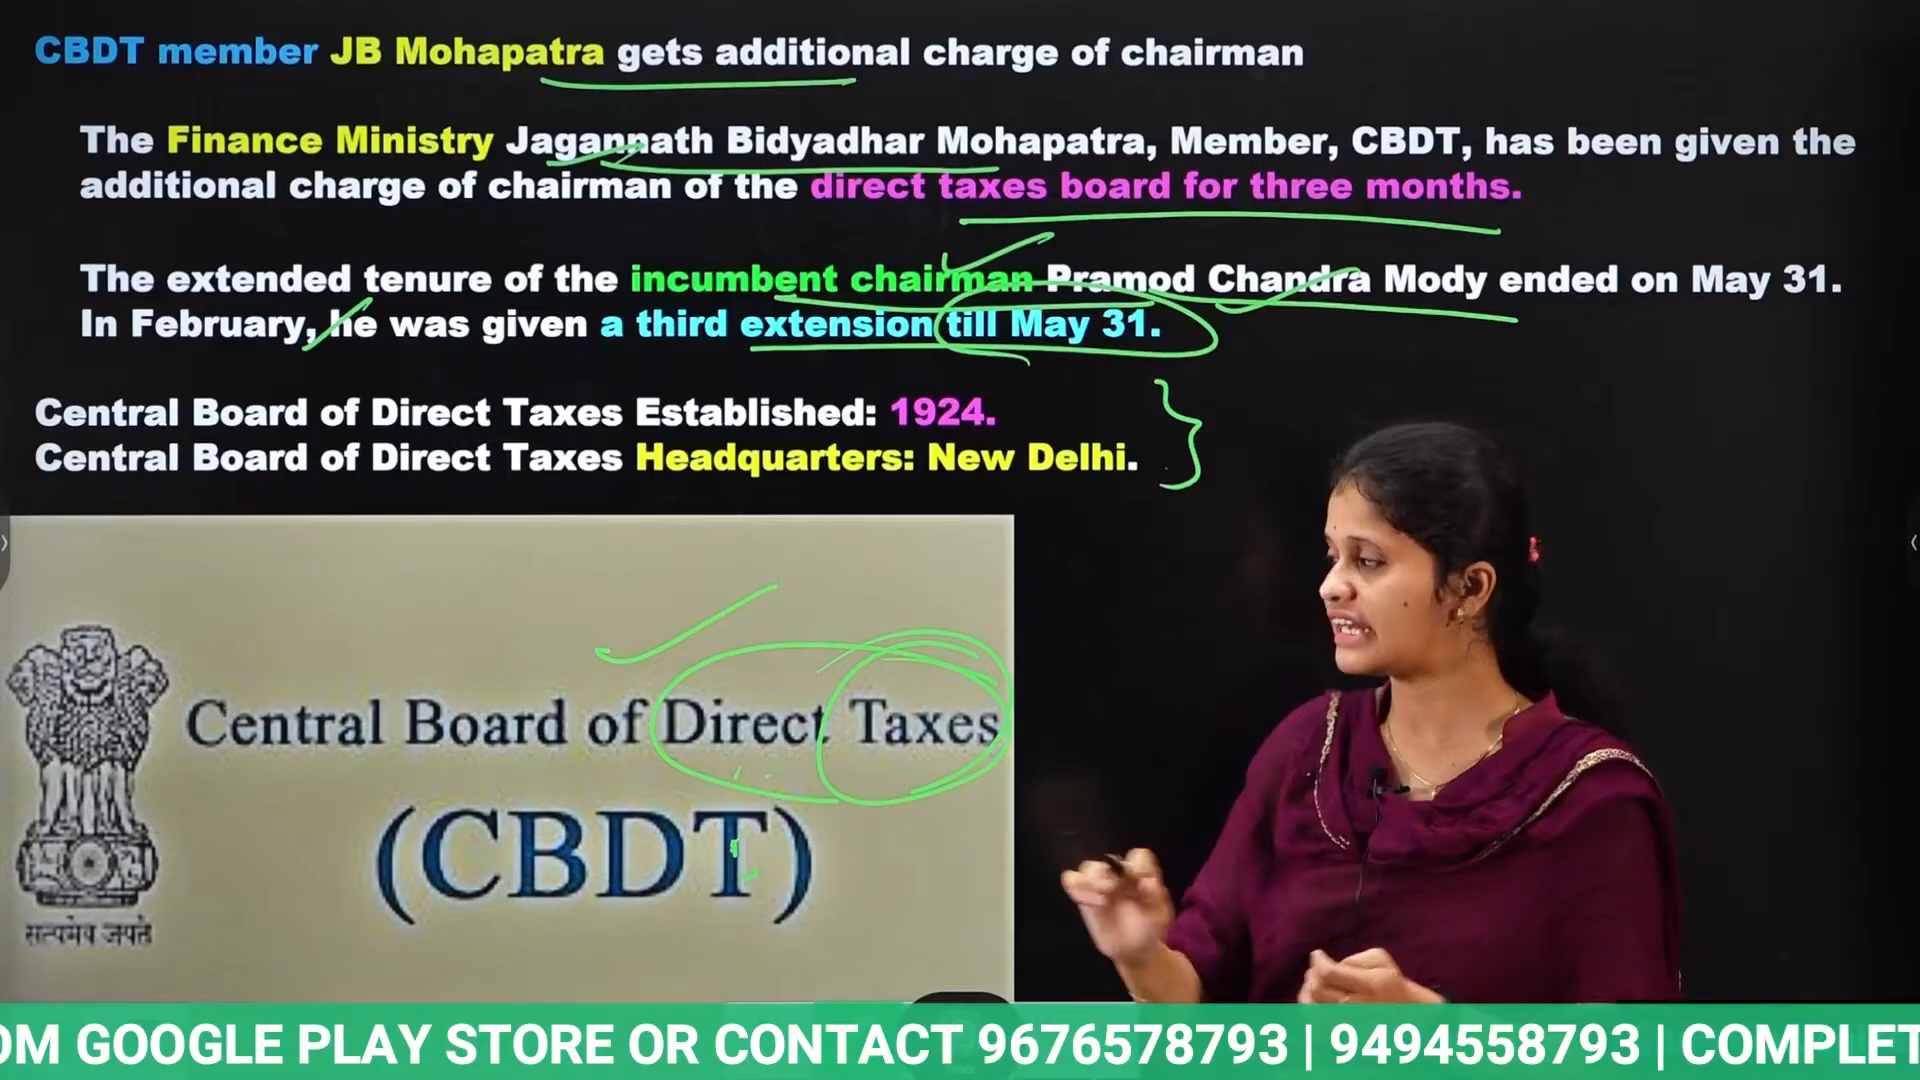 CBDT member JB Mohapatra gets additional charge of chairman
The Finance Ministry Jagannath Bidyadhar Mohapatra, Member, CBDT, has been given the
additional charge of chairman of the direct taxes board for three months.
The extended tenure of the incumbent chairman Pramod Chandra Mody ended on May 31.
In February, he was given a third extension till May 31.
Central Board of Direct Taxes Established: 1924.
Central Board of Direct Taxes Headquarters: New Delhi.
Central Board of Direct Taxes
(CBDT)
सत्यमेव जयते
OM GOOGLE PLAY STORE OR CONTACT 9676578793 | 9494558793 | COMPLET